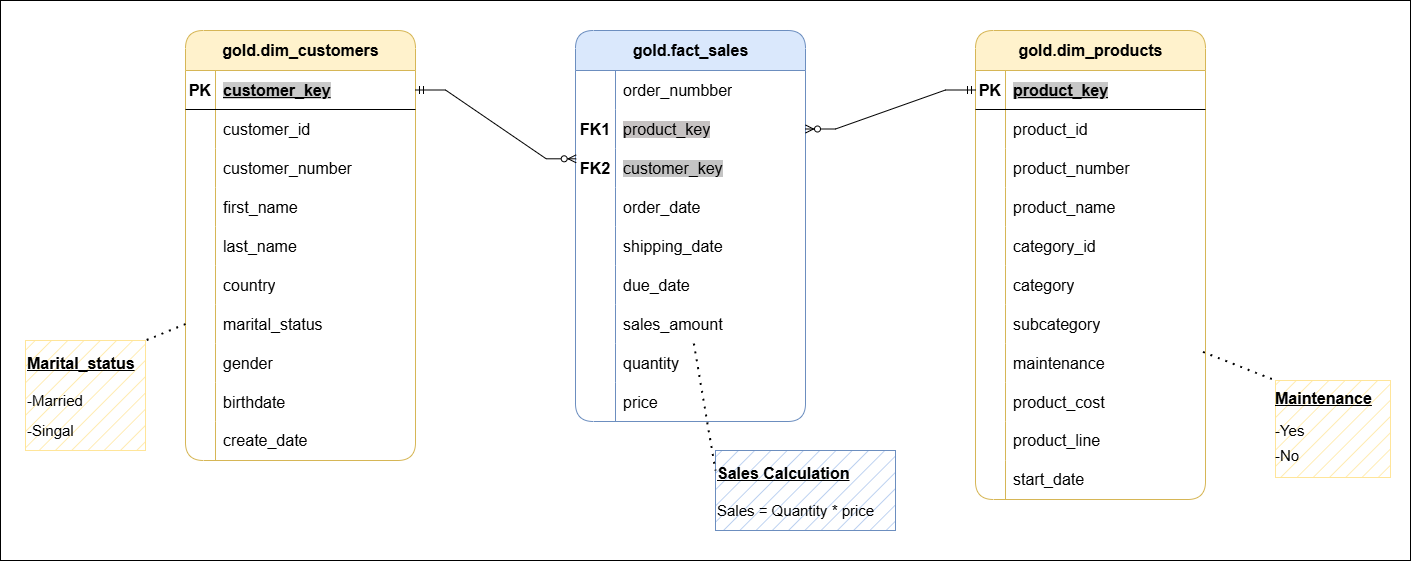 gold.dim_customers
PK customer_key
customer_id
customer_number
first_name
last_name
country
marital_status
gender
birthdate
create_date
Marital_status
-Married
-Singal
gold.fact_sales
order_numbber
FK1 product_key
FK2 customer_key
order_date
shipping_date
due_date
sales_amount
quantity
price
Sales Calculation
Sales = Quantity * price
gold.dim_products
PK product_key
product_id
product_number
product_name
category_id
category
subcategory
maintenance
product_cost
product_line
start_date
Maintenance
-Yes
-No